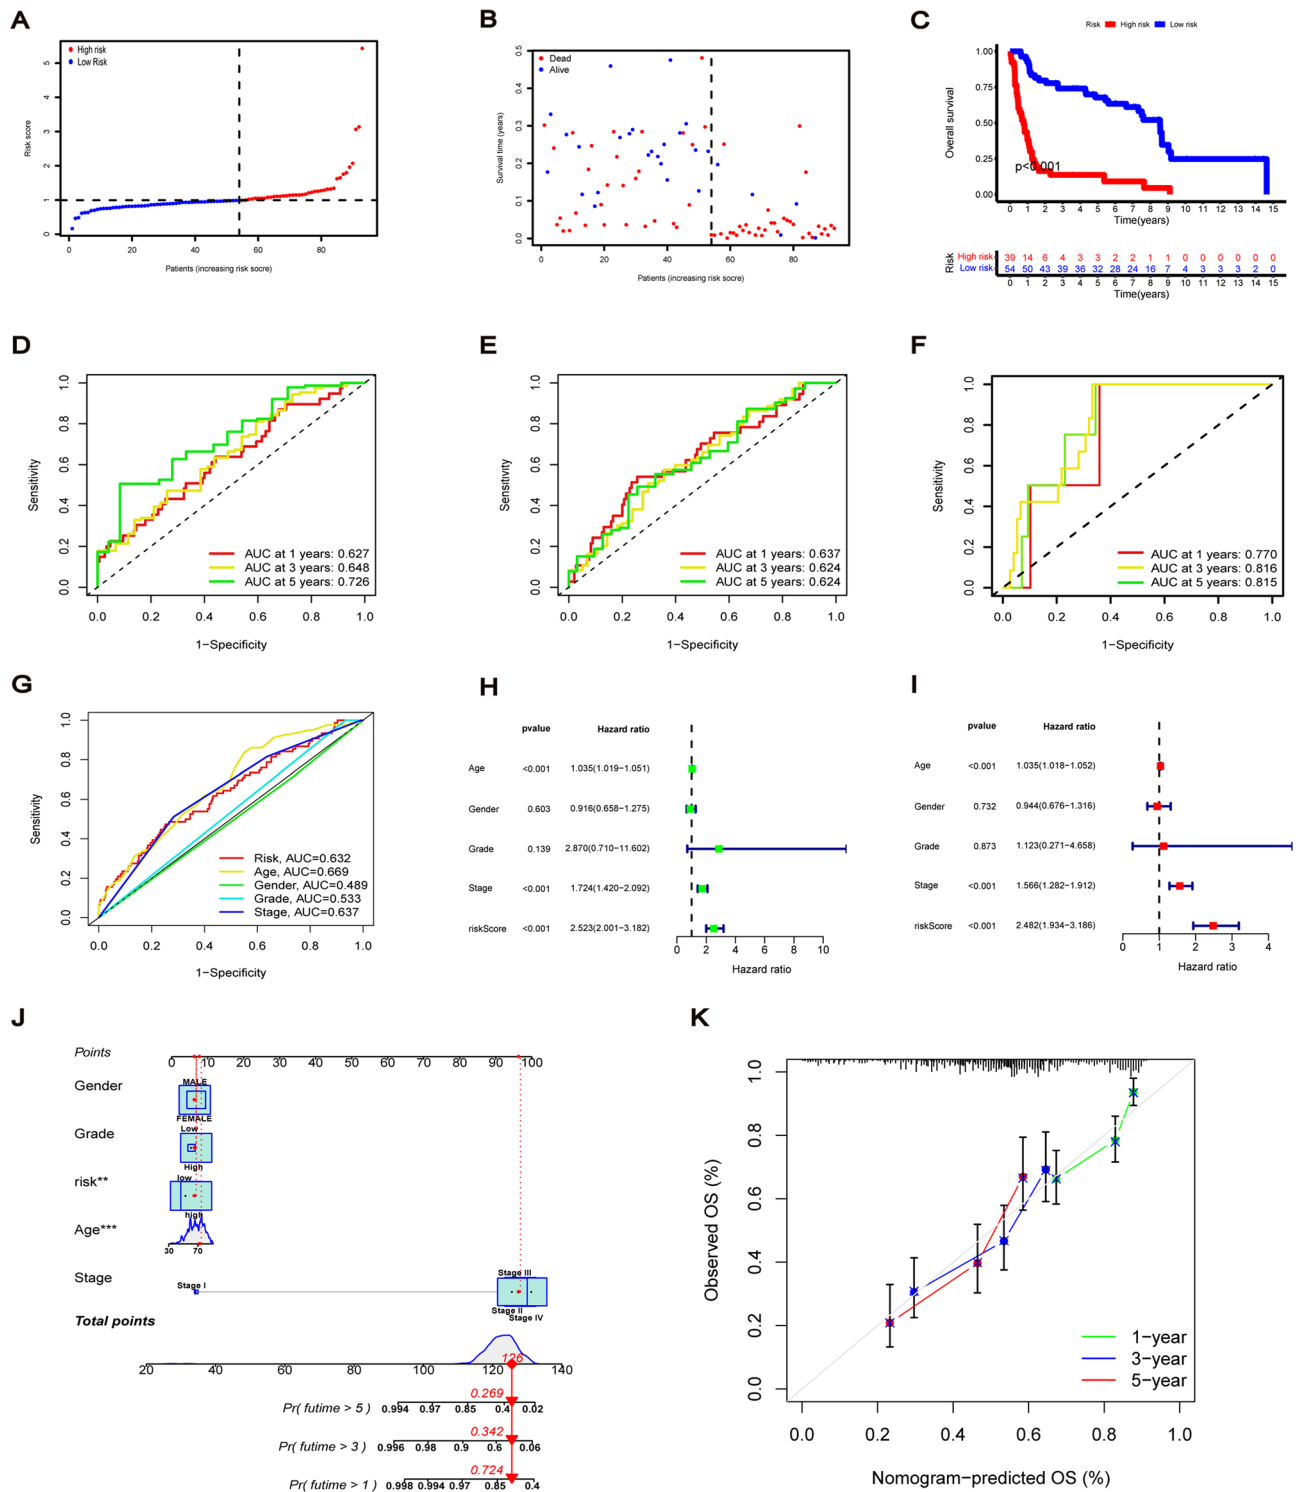 A
High risk
Low Risk
Risk score
0 1 2 3 4 5
0 20 40 60 80
Patients (increasing risk socre)
B
Dead
Alive
Survival time (years)
0.0 0.1 0.2 0.3 0.4 0.5
0 20 40 60 80
Patients (increasing risk socre)
C
Risk High risk Low risk
Overall survival
1.00
0.75
0.50
0.25
0.00
p<0.001
0 1 2 3 4 5 6 7 8 9 10 11 12 13 14 15
Time(years)
Risk
High risk 39 14 6 4 3 3 2 2 1 1 0 0 0 0 0 0
Low risk 54 50 43 39 36 32 28 24 16 7 4 3 3 3 2 0
0 1 2 3 4 5 6 7 8 9 10 11 12 13 14 15
Time(years)
D
Sensitivity
0.0 0.2 0.4 0.6 0.8 1.0
AUC at 1 years: 0.627
AUC at 3 years: 0.648
AUC at 5 years: 0.726
0.0 0.2 0.4 0.6 0.8 1.0
1−Specificity
E
Sensitivity
0.0 0.2 0.4 0.6 0.8 1.0
AUC at 1 years: 0.637
AUC at 3 years: 0.624
AUC at 5 years: 0.624
0.0 0.2 0.4 0.6 0.8 1.0
1−Specificity
F
Sensitivity
0.0 0.2 0.4 0.6 0.8 1.0
AUC at 1 years: 0.770
AUC at 3 years: 0.816
AUC at 5 years: 0.815
0.0 0.2 0.4 0.6 0.8 1.0
1−Specificity
G
Sensitivity
0.0 0.2 0.4 0.6 0.8 1.0
Risk, AUC=0.632
Age, AUC=0.669
Gender, AUC=0.489
Grade, AUC=0.533
Stage, AUC=0.637
0.0 0.2 0.4 0.6 0.8 1.0
1−Specificity
H
pvalue Hazard ratio
Age <0.001 1.035(1.019−1.051)
Gender 0.603 0.916(0.658−1.275)
Grade 0.139 2.870(0.710−11.602)
Stage <0.001 1.724(1.420−2.092)
riskScore <0.001 2.523(2.001−3.182)
0 2 4 6 8 10
Hazard ratio
I
pvalue Hazard ratio
Age <0.001 1.035(1.018−1.052)
Gender 0.732 0.944(0.676−1.316)
Grade 0.873 1.123(0.271−4.658)
Stage <0.001 1.566(1.282−1.912)
riskScore <0.001 2.482(1.934−3.186)
0 1 2 3 4
Hazard ratio
J
Points
0 10 20 30 40 50 60 70 80 90 100
Gender
MALE
FEMALE
Grade
Low
High
risk**
low
high
Age***
30 70
Stage
Stage I
Stage III
Stage II
Stage IV
Total points
126
20 40 60 80 100 120 140
0.269
Pr( futime > 5 ) 0.994 0.97 0.85 0.4 0.02
0.342
Pr( futime > 3 ) 0.996 0.98 0.9 0.6 0.06
0.724
Pr( futime > 1 ) 0.998 0.994 0.97 0.85 0.4
K
Observed OS (%)
0.0 0.2 0.4 0.6 0.8 1.0
1−year
3−year
5−year
0.0 0.2 0.4 0.6 0.8 1.0
Nomogram−predicted OS (%)